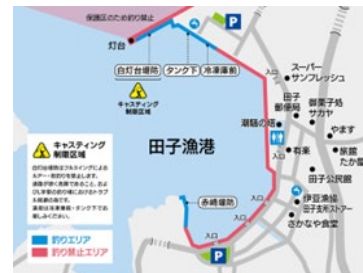 保護区のため釣り禁止
灯台
P
白灯台堤防
タンク下
冷凍庫前
キャスティング
制限区域
スーパー
サンフレッシュ
田子
郵便局
御菓子処
サカヤ
潮騒の塔
やます
旅館
たか屋
入口
有楽
田子漁港
田子公民館
キャスティング
制限区域
入口
赤崎堤防
入口
伊豆漁協
田子支所ストアー
さかなや食堂
入口
釣りエリア
釣り禁止エリア
P